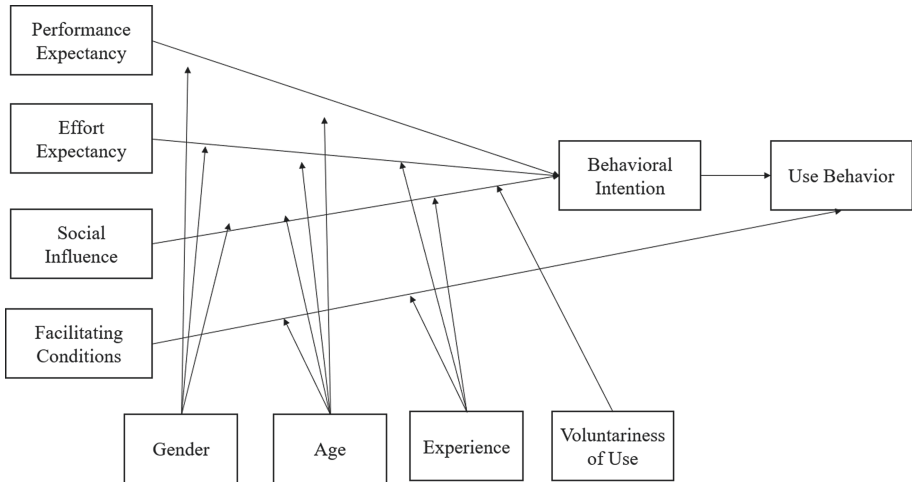 Performance
Expectancy
Effort
Expectancy
Behavioral
Intention
Use Behavior
Social
Influence
Facilitating
Conditions
Gender
Age
Experience
Voluntariness
of Use